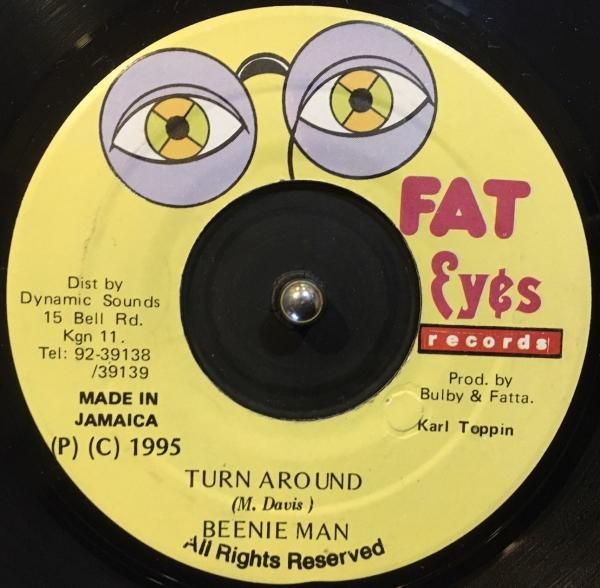 FAT
Eyes
records
Dist by
Dynamic Sounds
15 Bell Rd.
Kgn 11.
Tel: 92-39138
/39139
MADE IN
JAMAICA
(P) (C) 1995
Prod. by
Bulby & Fatta.
Karl Toppin
TURN AROUND
(M. Davis)
BEENIE MAN
All Rights Reserved